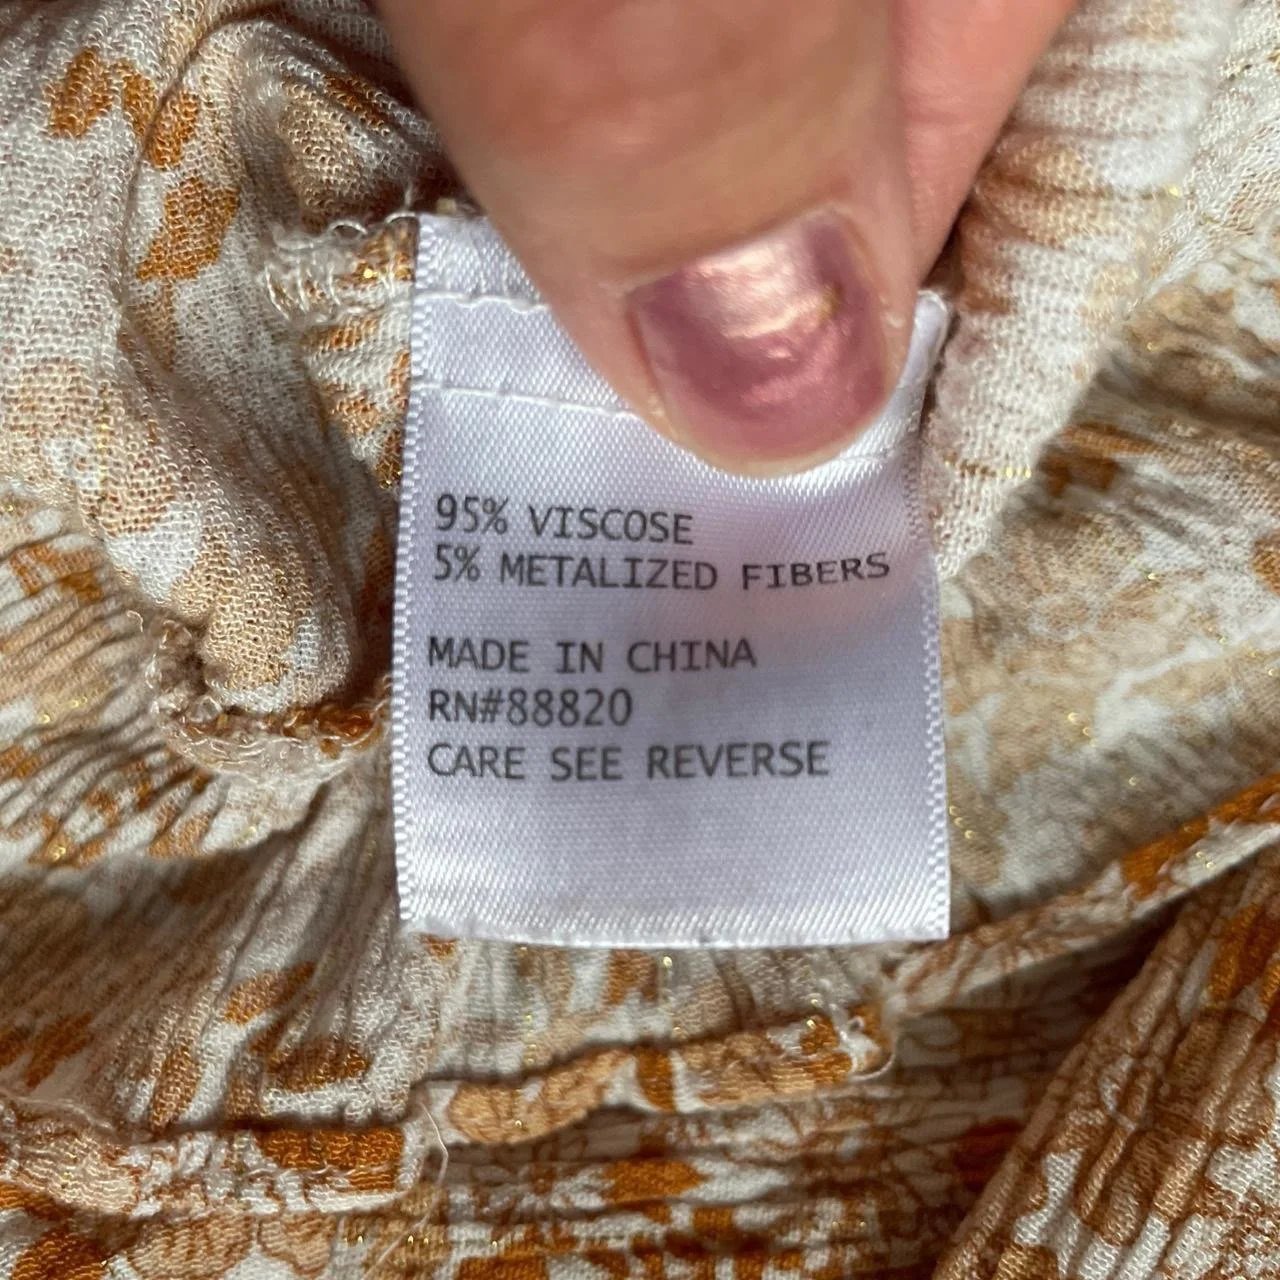 95% VISCOSE
5% METALIZED FIBERS
MADE IN CHINA
RN#88820
CARE SEE REVERSE